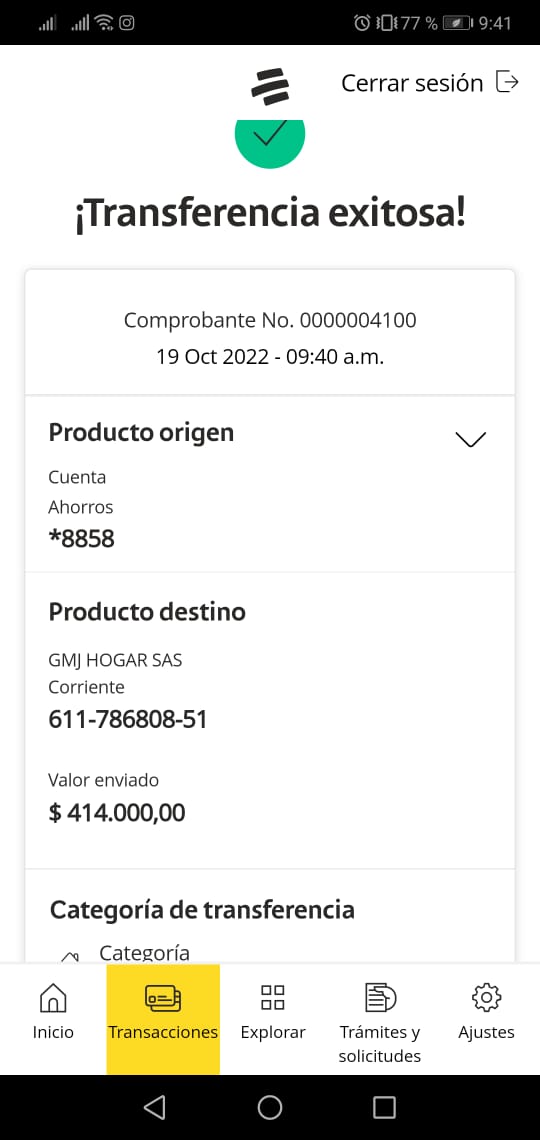 77 % 9:41
Cerrar sesión
¡Transferencia exitosa!
Comprobante No. 0000004100
19 Oct 2022 - 09:40 a.m.
Producto origen
Cuenta
Ahorros
*8858
Producto destino
GMJ HOGAR SAS
Corriente
611-786808-51
Valor enviado
$ 414.000,00
Categoría de transferencia
Categoría
Inicio Transacciones Explorar Trámites y Ajustes
solicitudes